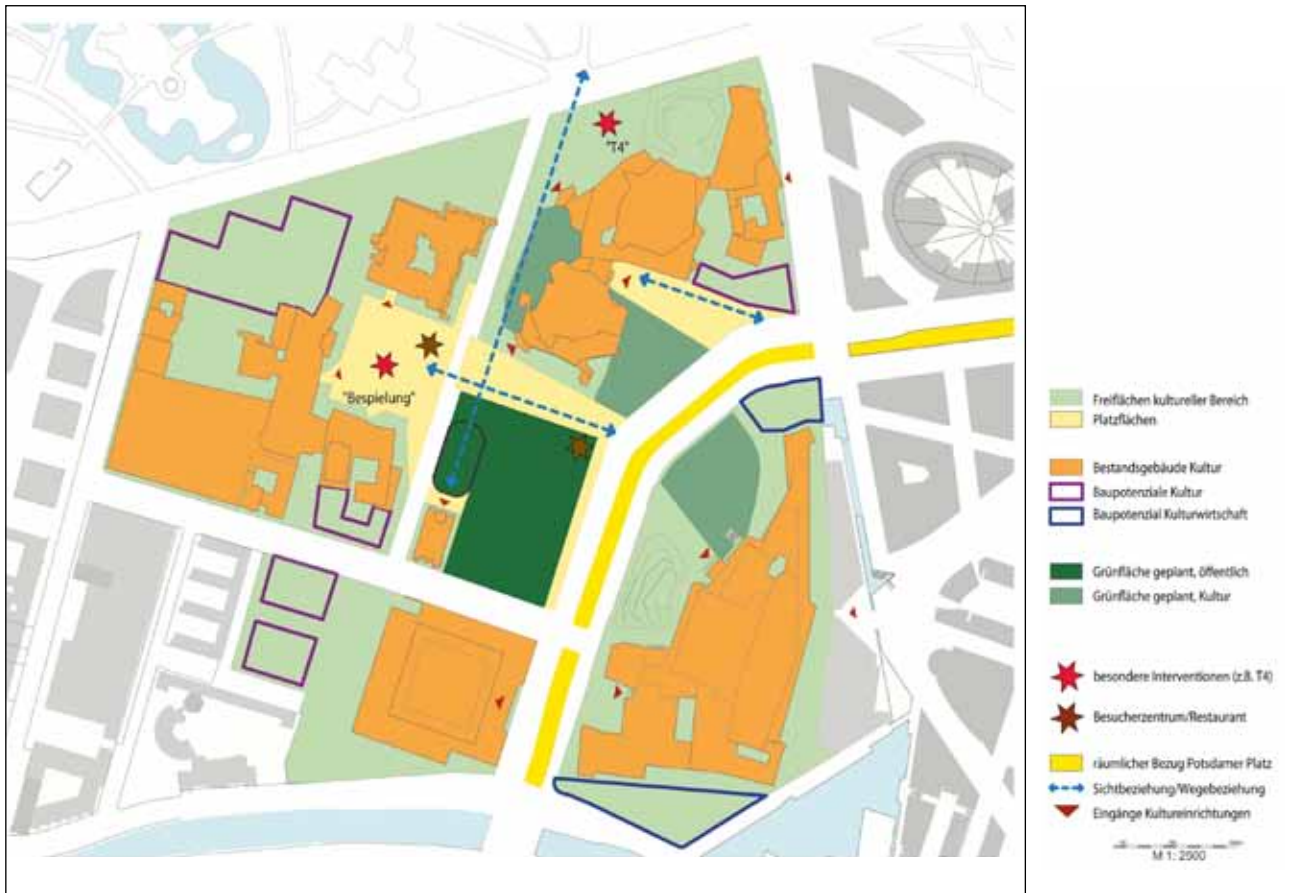 "T4"
"Bespielung"
Freiflächen kultureller Bereich
Platzflächen
Bestandsgebäude Kultur
Baupotenziale Kultur
Baupotenzial Kulturwirtschaft
Grünfläche geplant, öffentlich
Grünfläche geplant, Kultur
besondere Interventionen (z.B. T4)
Besucherzentrum/Restaurant
räumlicher Bezug Potsdamer Platz
Sichtbeziehung/Wegebeziehung
Eingänge Kultureinrichtungen
M 1: 2500